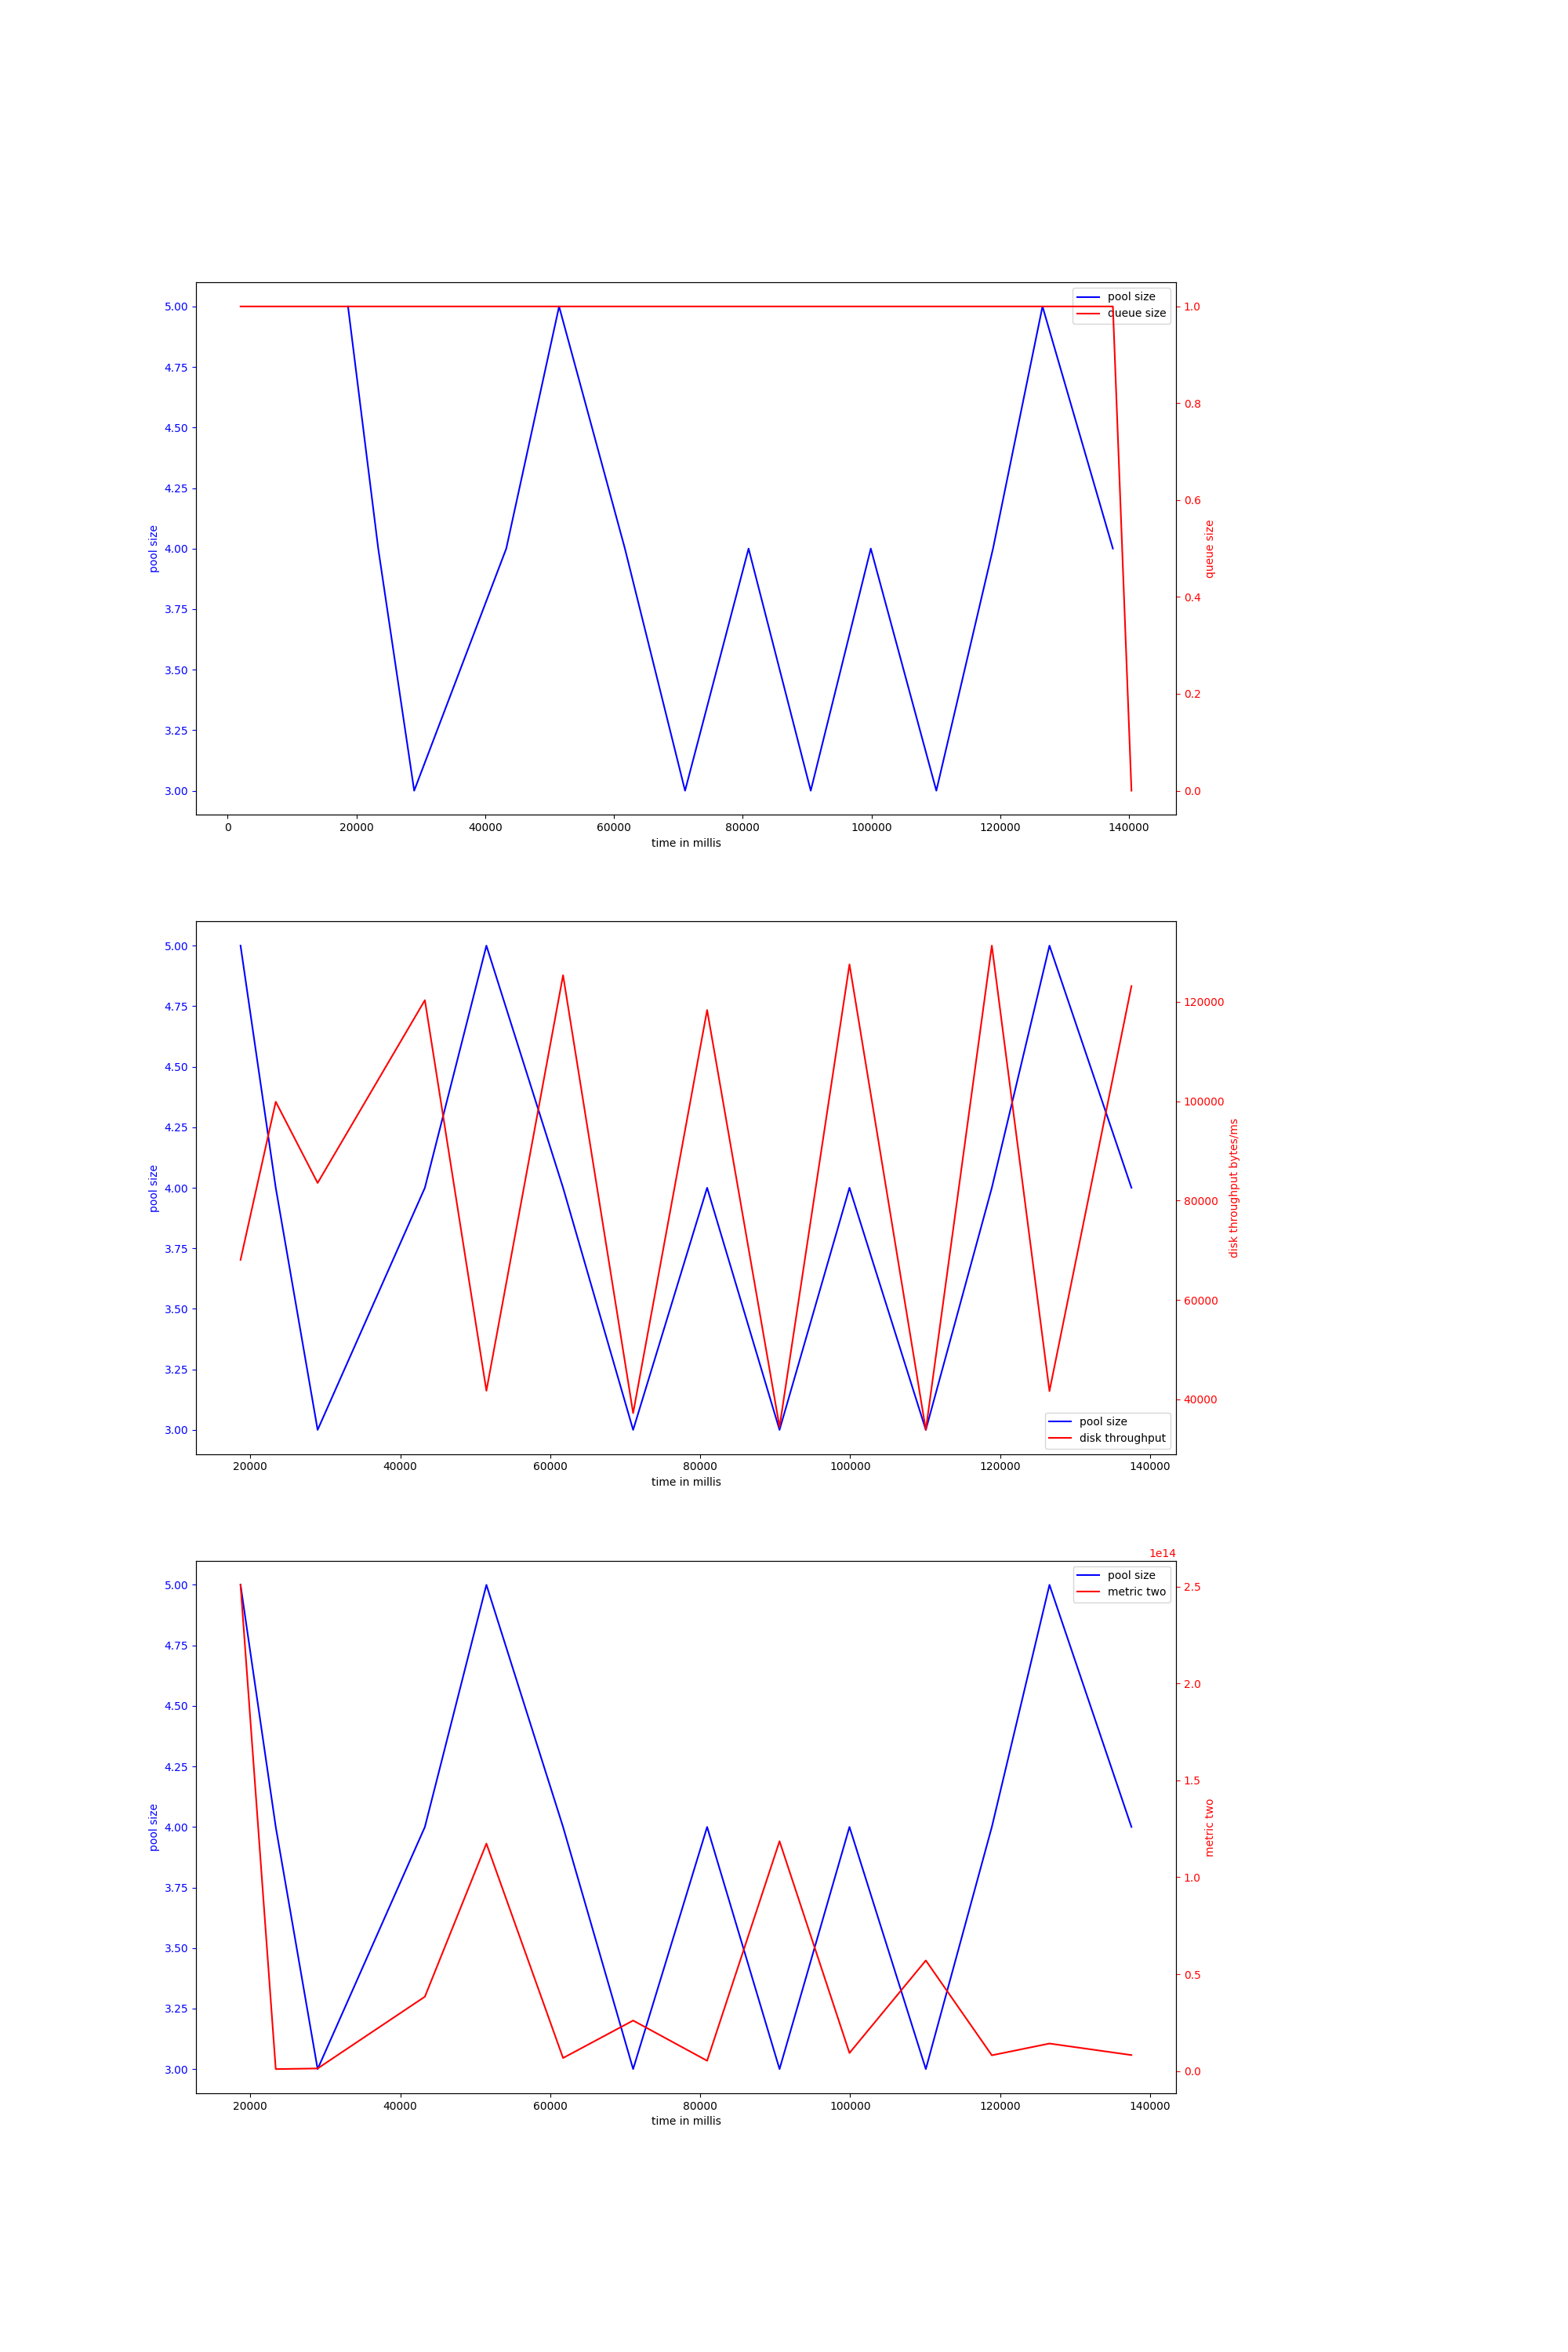 pool size
queue size
5.00
4.75
4.50
4.25
4.00
3.75
3.50
3.25
3.00
pool size
1.0
0.8
0.6
0.4
0.2
0.0
queue size
0 20000 40000 60000 80000 100000 120000 140000
time in millis
5.00
4.75
4.50
4.25
4.00
3.75
3.50
3.25
3.00
pool size
120000
100000
80000
60000
40000
disk throughput bytes/ms
pool size
disk throughput
20000 40000 60000 80000 100000 120000 140000
time in millis
1e14
pool size
metric two
5.00
4.75
4.50
4.25
4.00
3.75
3.50
3.25
3.00
pool size
2.5
2.0
1.5
1.0
0.5
0.0
metric two
20000 40000 60000 80000 100000 120000 140000
time in millis